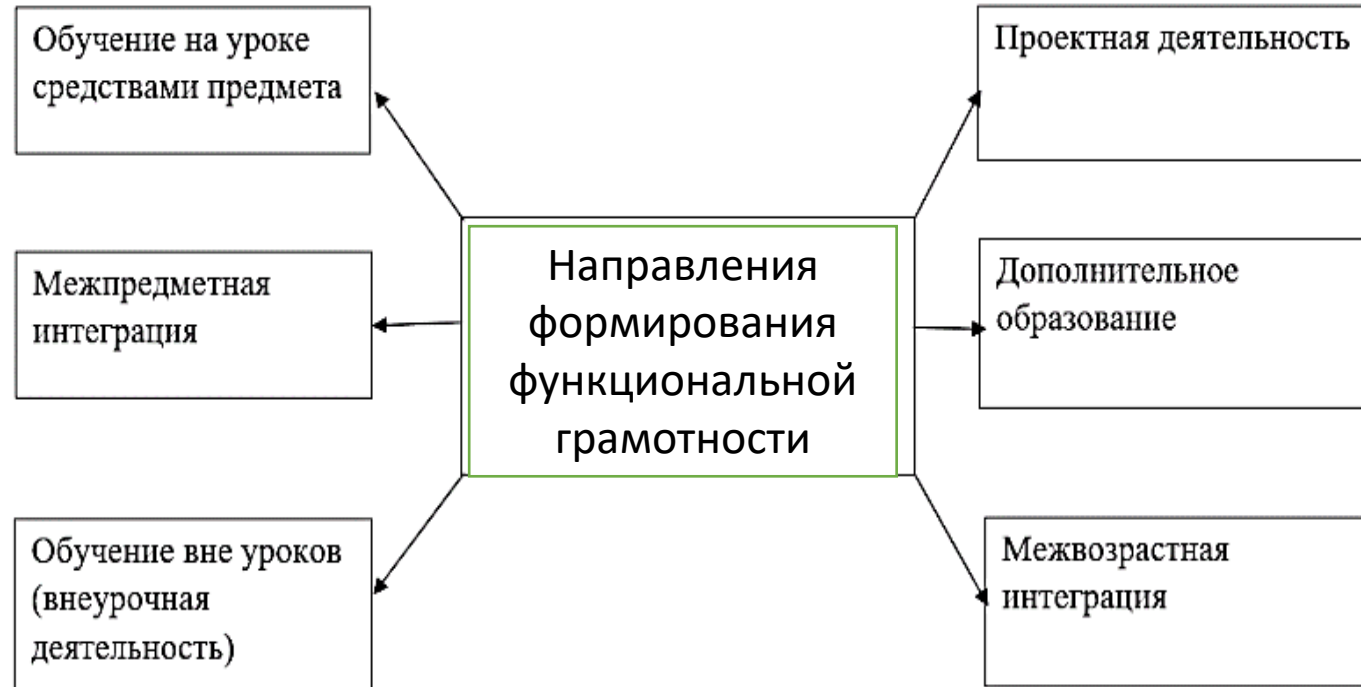 Обучение на уроке
средствами предмета
Проектная деятельность
Межпредметная
интеграция
Направления
формирования
функциональной
грамотности
Дополнительное
образование
Обучение вне уроков
(внеурочная
деятельность)
Межвозрастная
интеграция